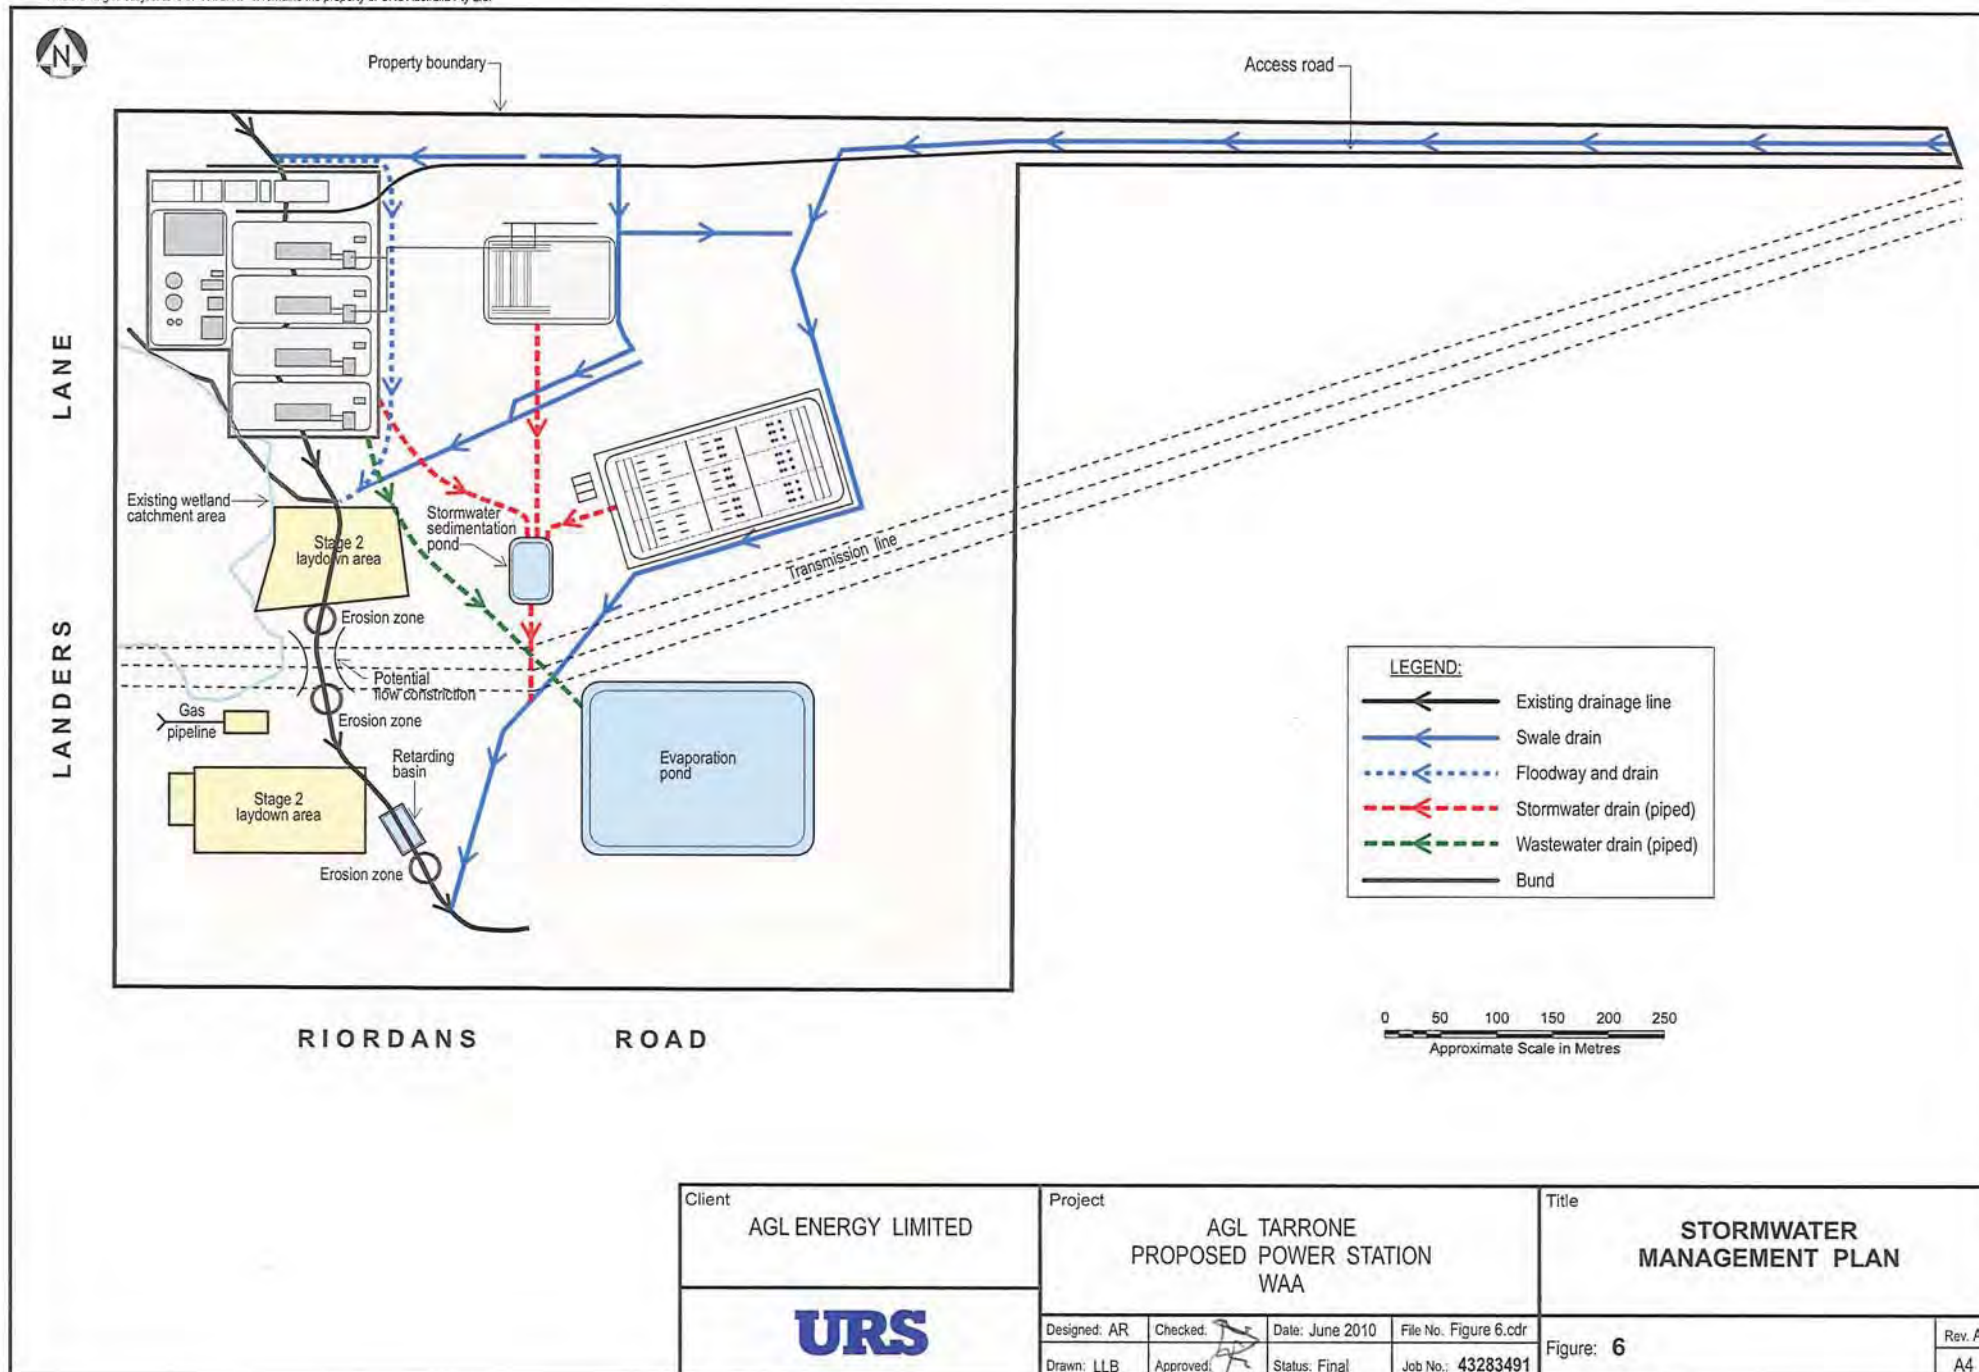 N
Property boundary
Access road
LANDERS LANE
Existing wetland
catchment area
Stormwater
sedimentation
pond
Stage 2
laydown area
Transmission line
Erosion zone
Potential
flow constriction
Erosion zone
Gas
pipeline
Retarding
basin
Evaporation
pond
Stage 2
laydown area
Erosion zone
RIORDANS ROAD
LEGEND:
Existing drainage line
Swale drain
Floodway and drain
Stormwater drain (piped)
Wastewater drain (piped)
Bund
0 50 100 150 200 250
Approximate Scale in Metres
Client
AGL ENERGY LIMITED
URS
Project
AGL TARRONE
PROPOSED POWER STATION
WAA
Title
STORMWATER
MANAGEMENT PLAN
Designed: AR
Checked:
Date: June 2010
File No. Figure 6.cdr
Drawn: LLB
Approved:
Status: Final
Job No.: 43283491
Figure: 6
Rev. A
A4